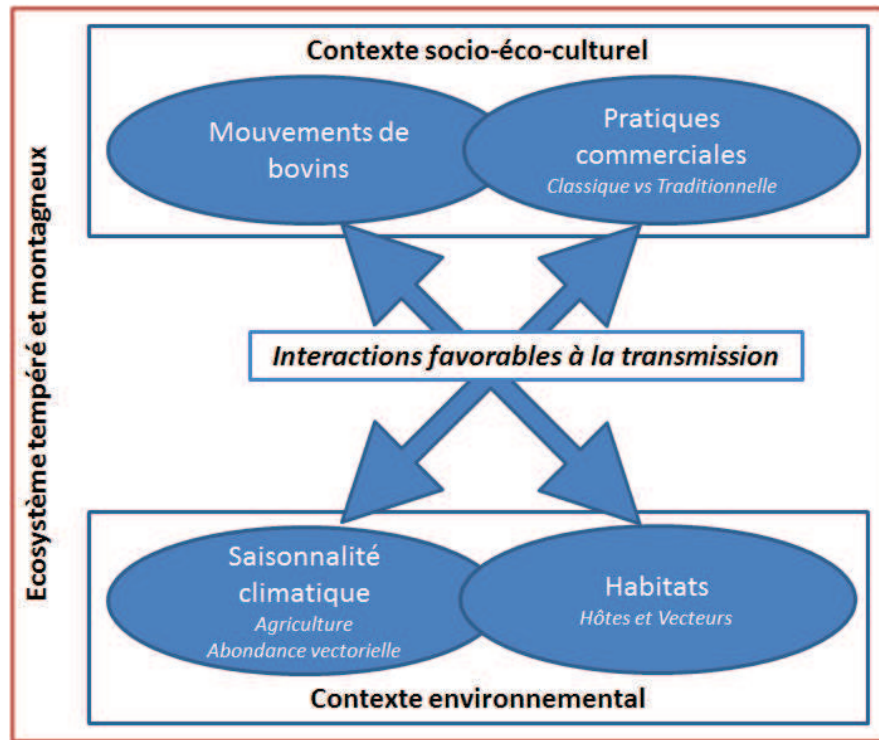 Ecosystème tempéré et montagneux
Contexte socio-éco-culturel
Mouvements de
bovins
Pratiques
commerciales
Classique vs Traditionnelle
Interactions favorables à la transmission
Saisonnalité
climatique
Agriculture
Abondance vectorielle
Habitats
Hôtes et Vecteurs
Contexte environnemental